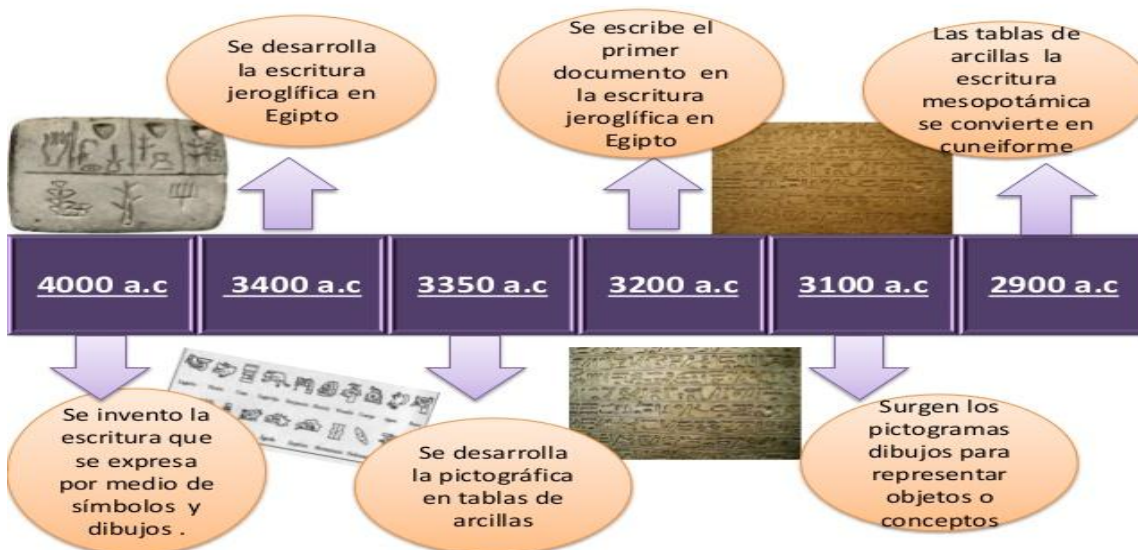 Se desarrolla
la escritura
jeroglífica en
Egipto
Se escribe el
primer
documento en
la escritura
jeroglífica en
Egipto
Las tablas de
arcillas la
escritura
mesopotámica
se convierte en
cuneiforme
4000 a.c
3400 a.c
3350 a.c
3200 a.c
3100 a.c
2900 a.c
Se invento la
escritura que
se expresa
por medio de
símbolos y
dibujos .
Se desarrolla
la pictográfica
en tablas de
arcillas
Surgen los
pictogramas
dibujos para
representar
objetos o
conceptos